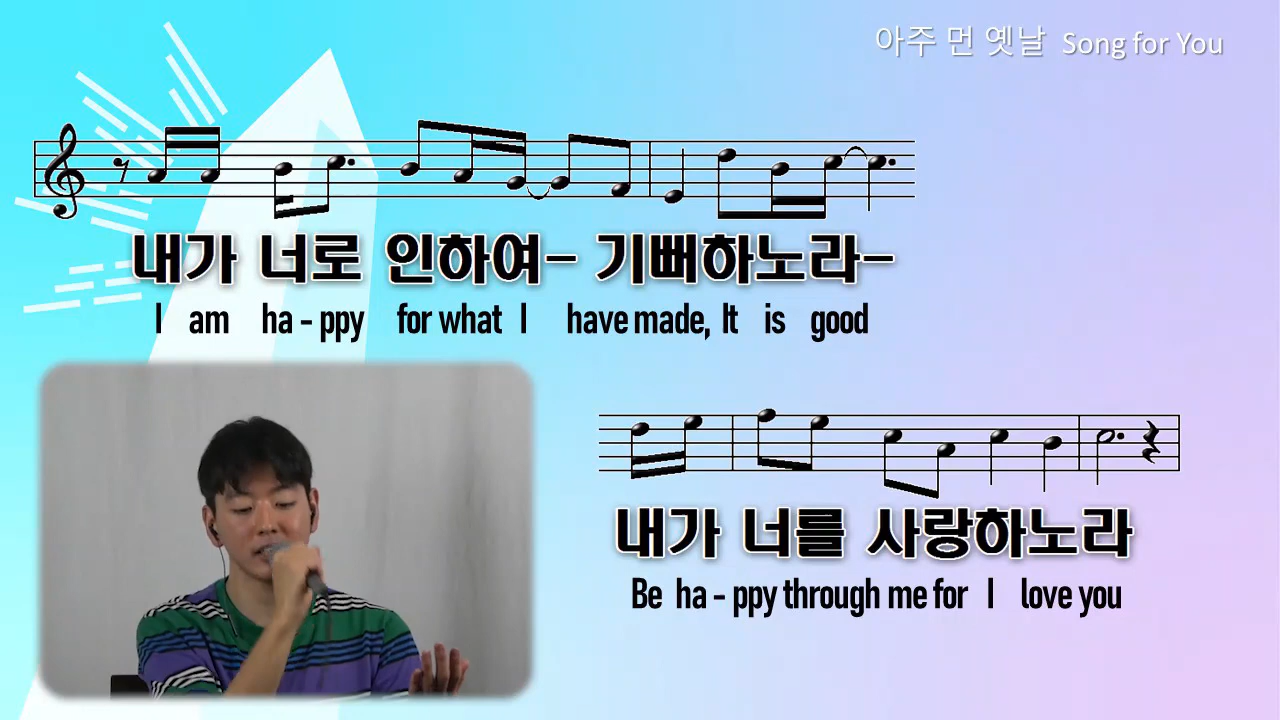 아주 먼 옛날 Song for You
내가 너로 인하여- 기뻐하노라-
I am ha - ppy for what I have made, It is good
내가 너를 사랑하노라
Be ha - ppy through me for I love you